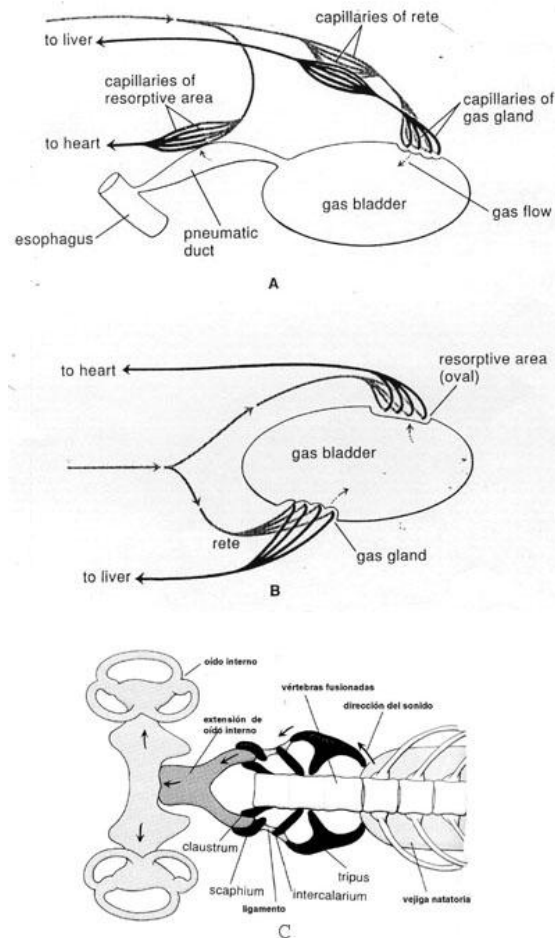 to liver
capillaries of rete
capillaries of
resorptive area
capillaries of
gas gland
to heart
gas bladder
gas flow
esophagus
pneumatic
duct
A
to heart
resorptive area
(oval)
gas bladder
rete
gas gland
to liver
B
oído interno
vértebras fusionadas
dirección del sonido
extensión de
oído interno
claustrum
scaphium
ligamento
intercalarium
tripus
vejiga natatoria
C